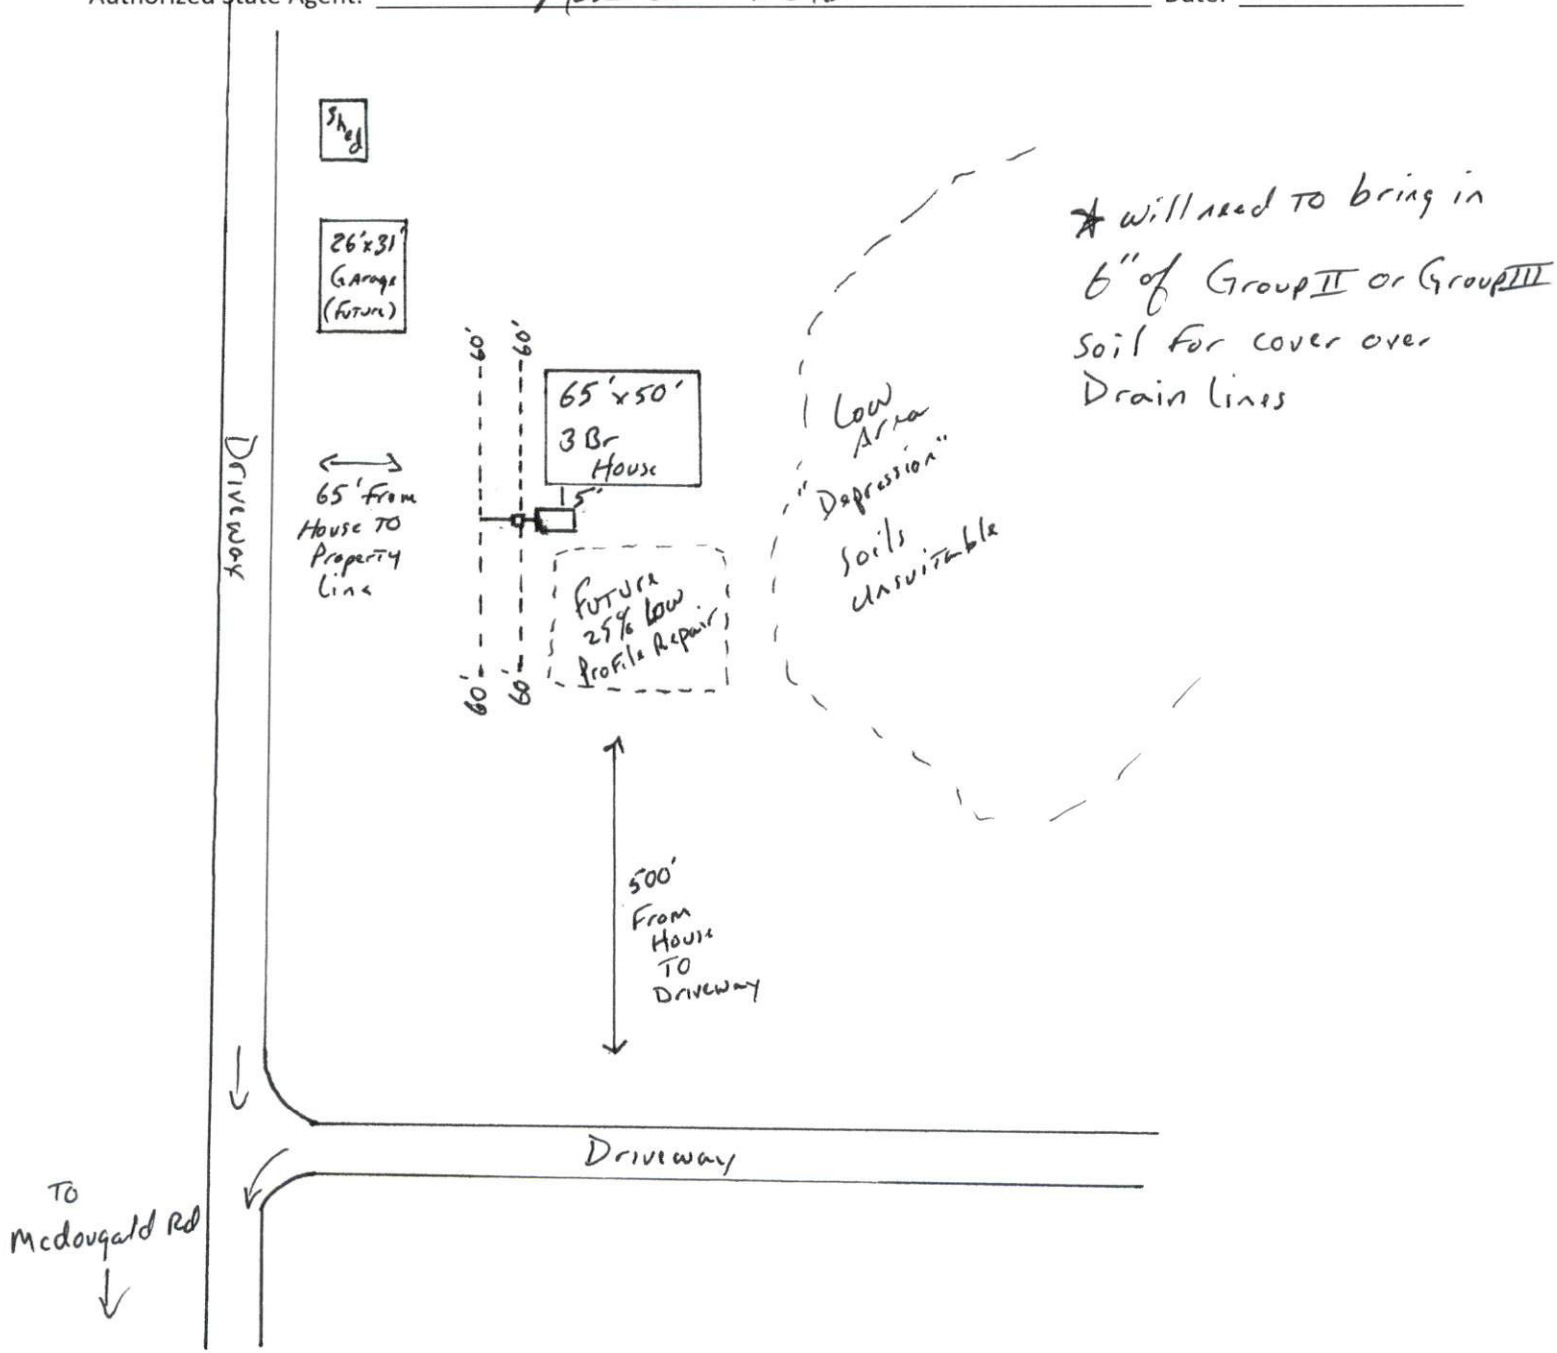 Authorized State Agent:
Date:
Shed
26'x31'
Garage
(Future)
* will need to bring in
6" of Group II or Group III
soil for cover over
Drain lines
60'
60'
65'x50'
3 Br
House
5'
Low
Area
"Depression"
Soils
Unsuitable
Driveway
65' From
House To
Property
Line
Future
25% Low
Profile Repair
60'
60'
500'
From
House
To
Driveway
Driveway
To
Mcdougald Rd